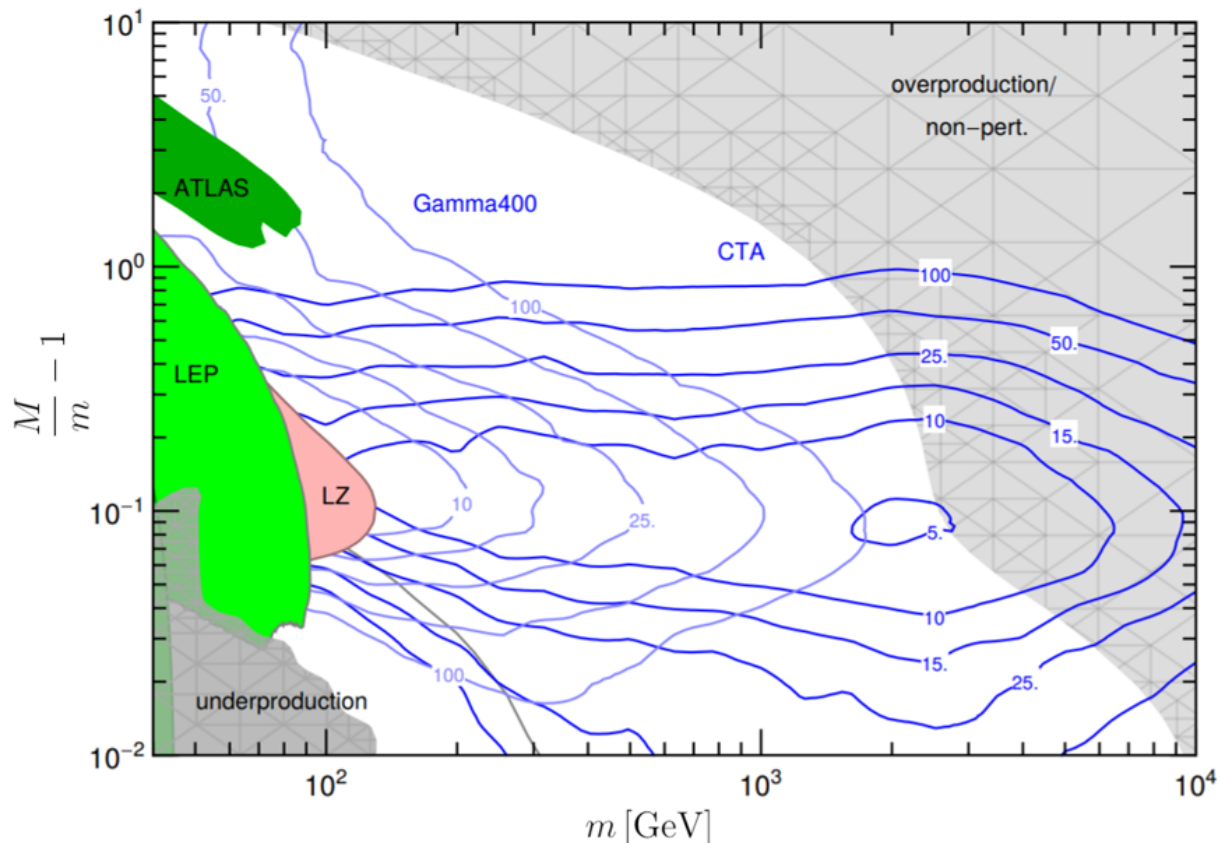 10^1
overproduction/
50.
non-pert.
ATLAS
Gamma400
CTA
10^0
100
100
50.
M/m − 1
LEP
25.
10
15.
LZ
10
25.
10^-1
5.
10
15.
100
25.
underproduction
10^-2
10^2
10^3
10^4
m [GeV]